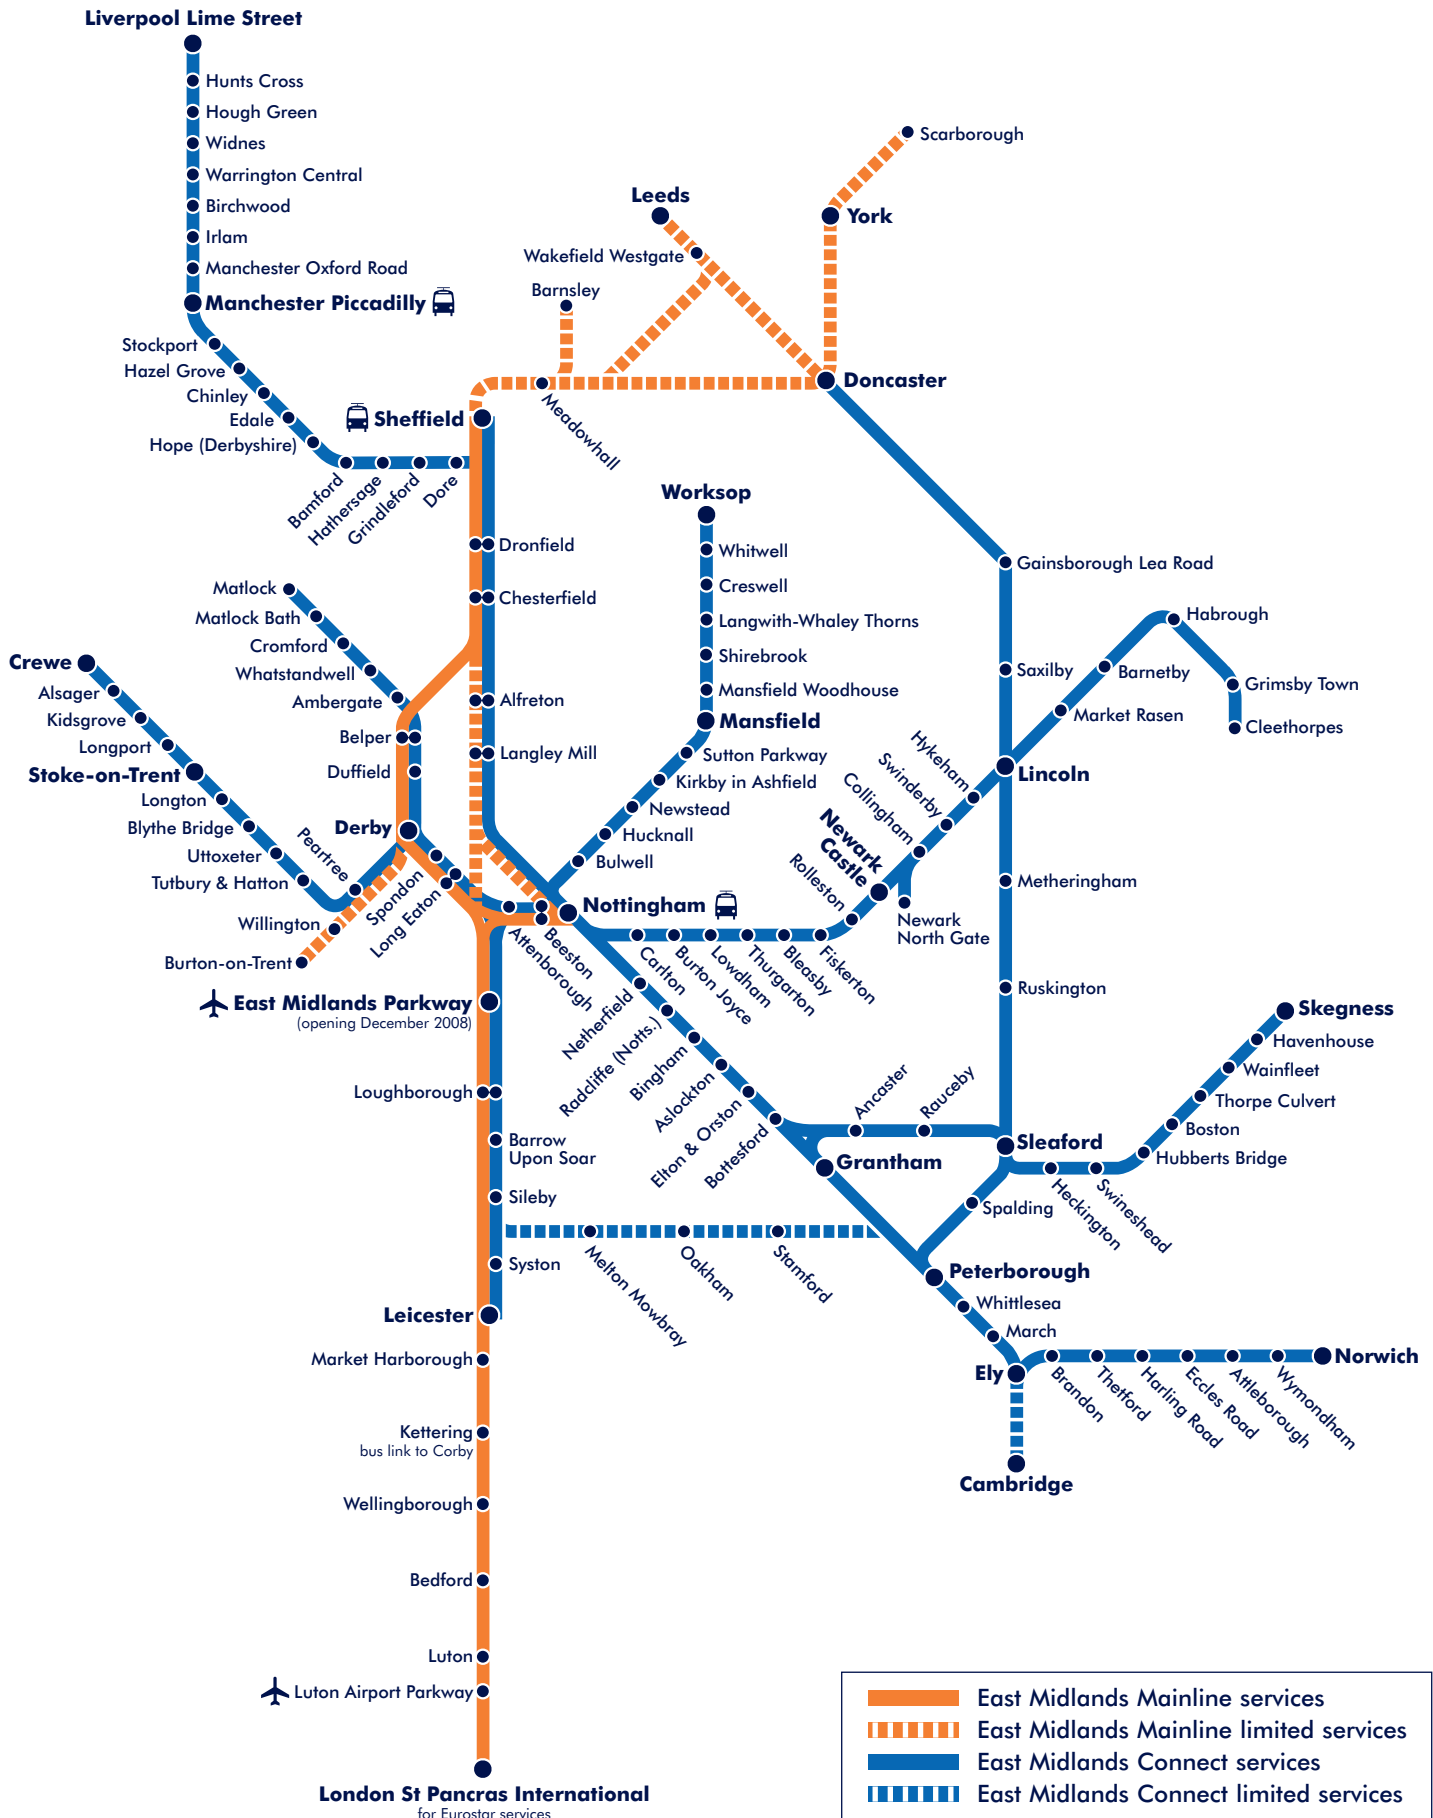 Liverpool Lime Street
Hunts Cross
Hough Green
Widnes
Warrington Central
Birchwood
Irlam
Manchester Oxford Road
Manchester Piccadilly
Stockport
Hazel Grove
Chinley
Edale
Hope (Derbyshire)
Bamford
Hathersage
Grindleford
Dore
Sheffield
Scarborough
York
Leeds
Wakefield Westgate
Barnsley
Meadowhall
Doncaster
Worksop
Whitwell
Creswell
Langwith-Whaley Thorns
Shirebrook
Mansfield Woodhouse
Mansfield
Sutton Parkway
Kirkby in Ashfield
Newstead
Hucknall
Bulwell
Dronfield
Chesterfield
Alfreton
Langley Mill
Matlock
Matlock Bath
Cromford
Whatstandwell
Ambergate
Belper
Duffield
Derby
Crewe
Alsager
Kidsgrove
Longport
Stoke-on-Trent
Longton
Blythe Bridge
Uttoxeter
Tutbury & Hatton
Peartree
Willington
Burton-on-Trent
Spondon
Long Eaton
Attenborough
Beeston
Nottingham
Gainsborough Lea Road
Saxilby
Habrough
Barnetby
Market Rasen
Grimsby Town
Cleethorpes
Lincoln
Hykeham
Swinderby
Collingham
Newark
Castle
Rolleston
Newark
North Gate
Fiskerton
Bleasby
Thurgarton
Lowdham
Burton Joyce
Carlton
Netherfield
Radcliffe (Notts.)
Bingham
Aslockton
Elton & Orston
Bottesford
Metheringham
Ruskington
Ancaster
Rauceby
Sleaford
Grantham
Skegness
Havenhouse
Wainfleet
Thorpe Culvert
Boston
Hubberts Bridge
Swineshead
Heckington
Spalding
Peterborough
Whittlesea
March
Ely
Cambridge
Brandon
Thetford
Harling Road
Eccles Road
Attleborough
Wymondham
Norwich
East Midlands Parkway
(opening December 2008)
Loughborough
Barrow
Upon Soar
Sileby
Syston
Melton Mowbray
Oakham
Stamford
Leicester
Market Harborough
Kettering
bus link to Corby
Wellingborough
Bedford
Luton
Luton Airport Parkway
London St Pancras International
for Eurostar services
East Midlands Mainline services
East Midlands Mainline limited services
East Midlands Connect services
East Midlands Connect limited services